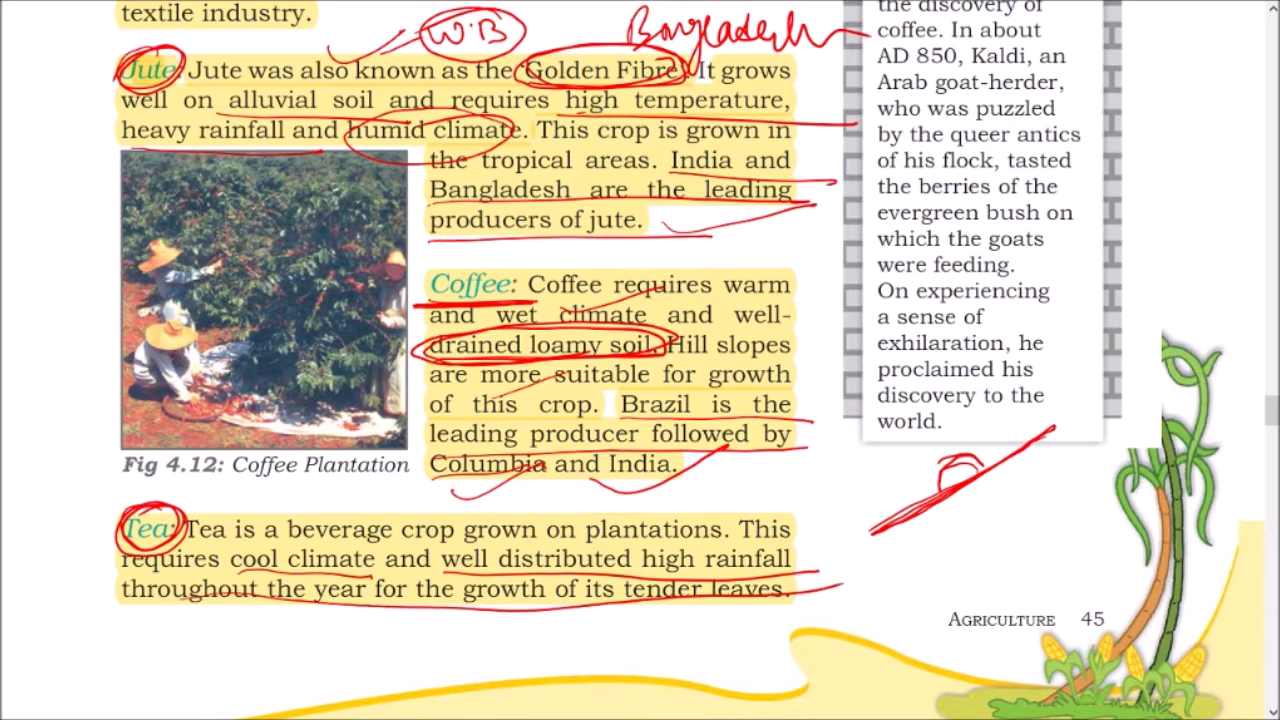 textile industry.
W.B
Bangladesh
Jute: Jute was also known as the ‘Golden Fibre’. It grows
well on alluvial soil and requires high temperature,
heavy rainfall and humid climate. This crop is grown in
the tropical areas. India and
Bangladesh are the leading
producers of jute.
Coffee: Coffee requires warm
and wet climate and well-
drained loamy soil. Hill slopes
are more suitable for growth
of this crop. Brazil is the
leading producer followed by
Columbia and India.
Fig 4.12: Coffee Plantation
Tea: Tea is a beverage crop grown on plantations. This
requires cool climate and well distributed high rainfall
throughout the year for the growth of its tender leaves.
the discovery of
coffee. In about
AD 850, Kaldi, an
Arab goat-herder,
who was puzzled
by the queer antics
of his flock, tasted
the berries of the
evergreen bush on
which the goats
were feeding.
On experiencing
a sense of
exhilaration, he
proclaimed his
discovery to the
world.
AGRICULTURE 45